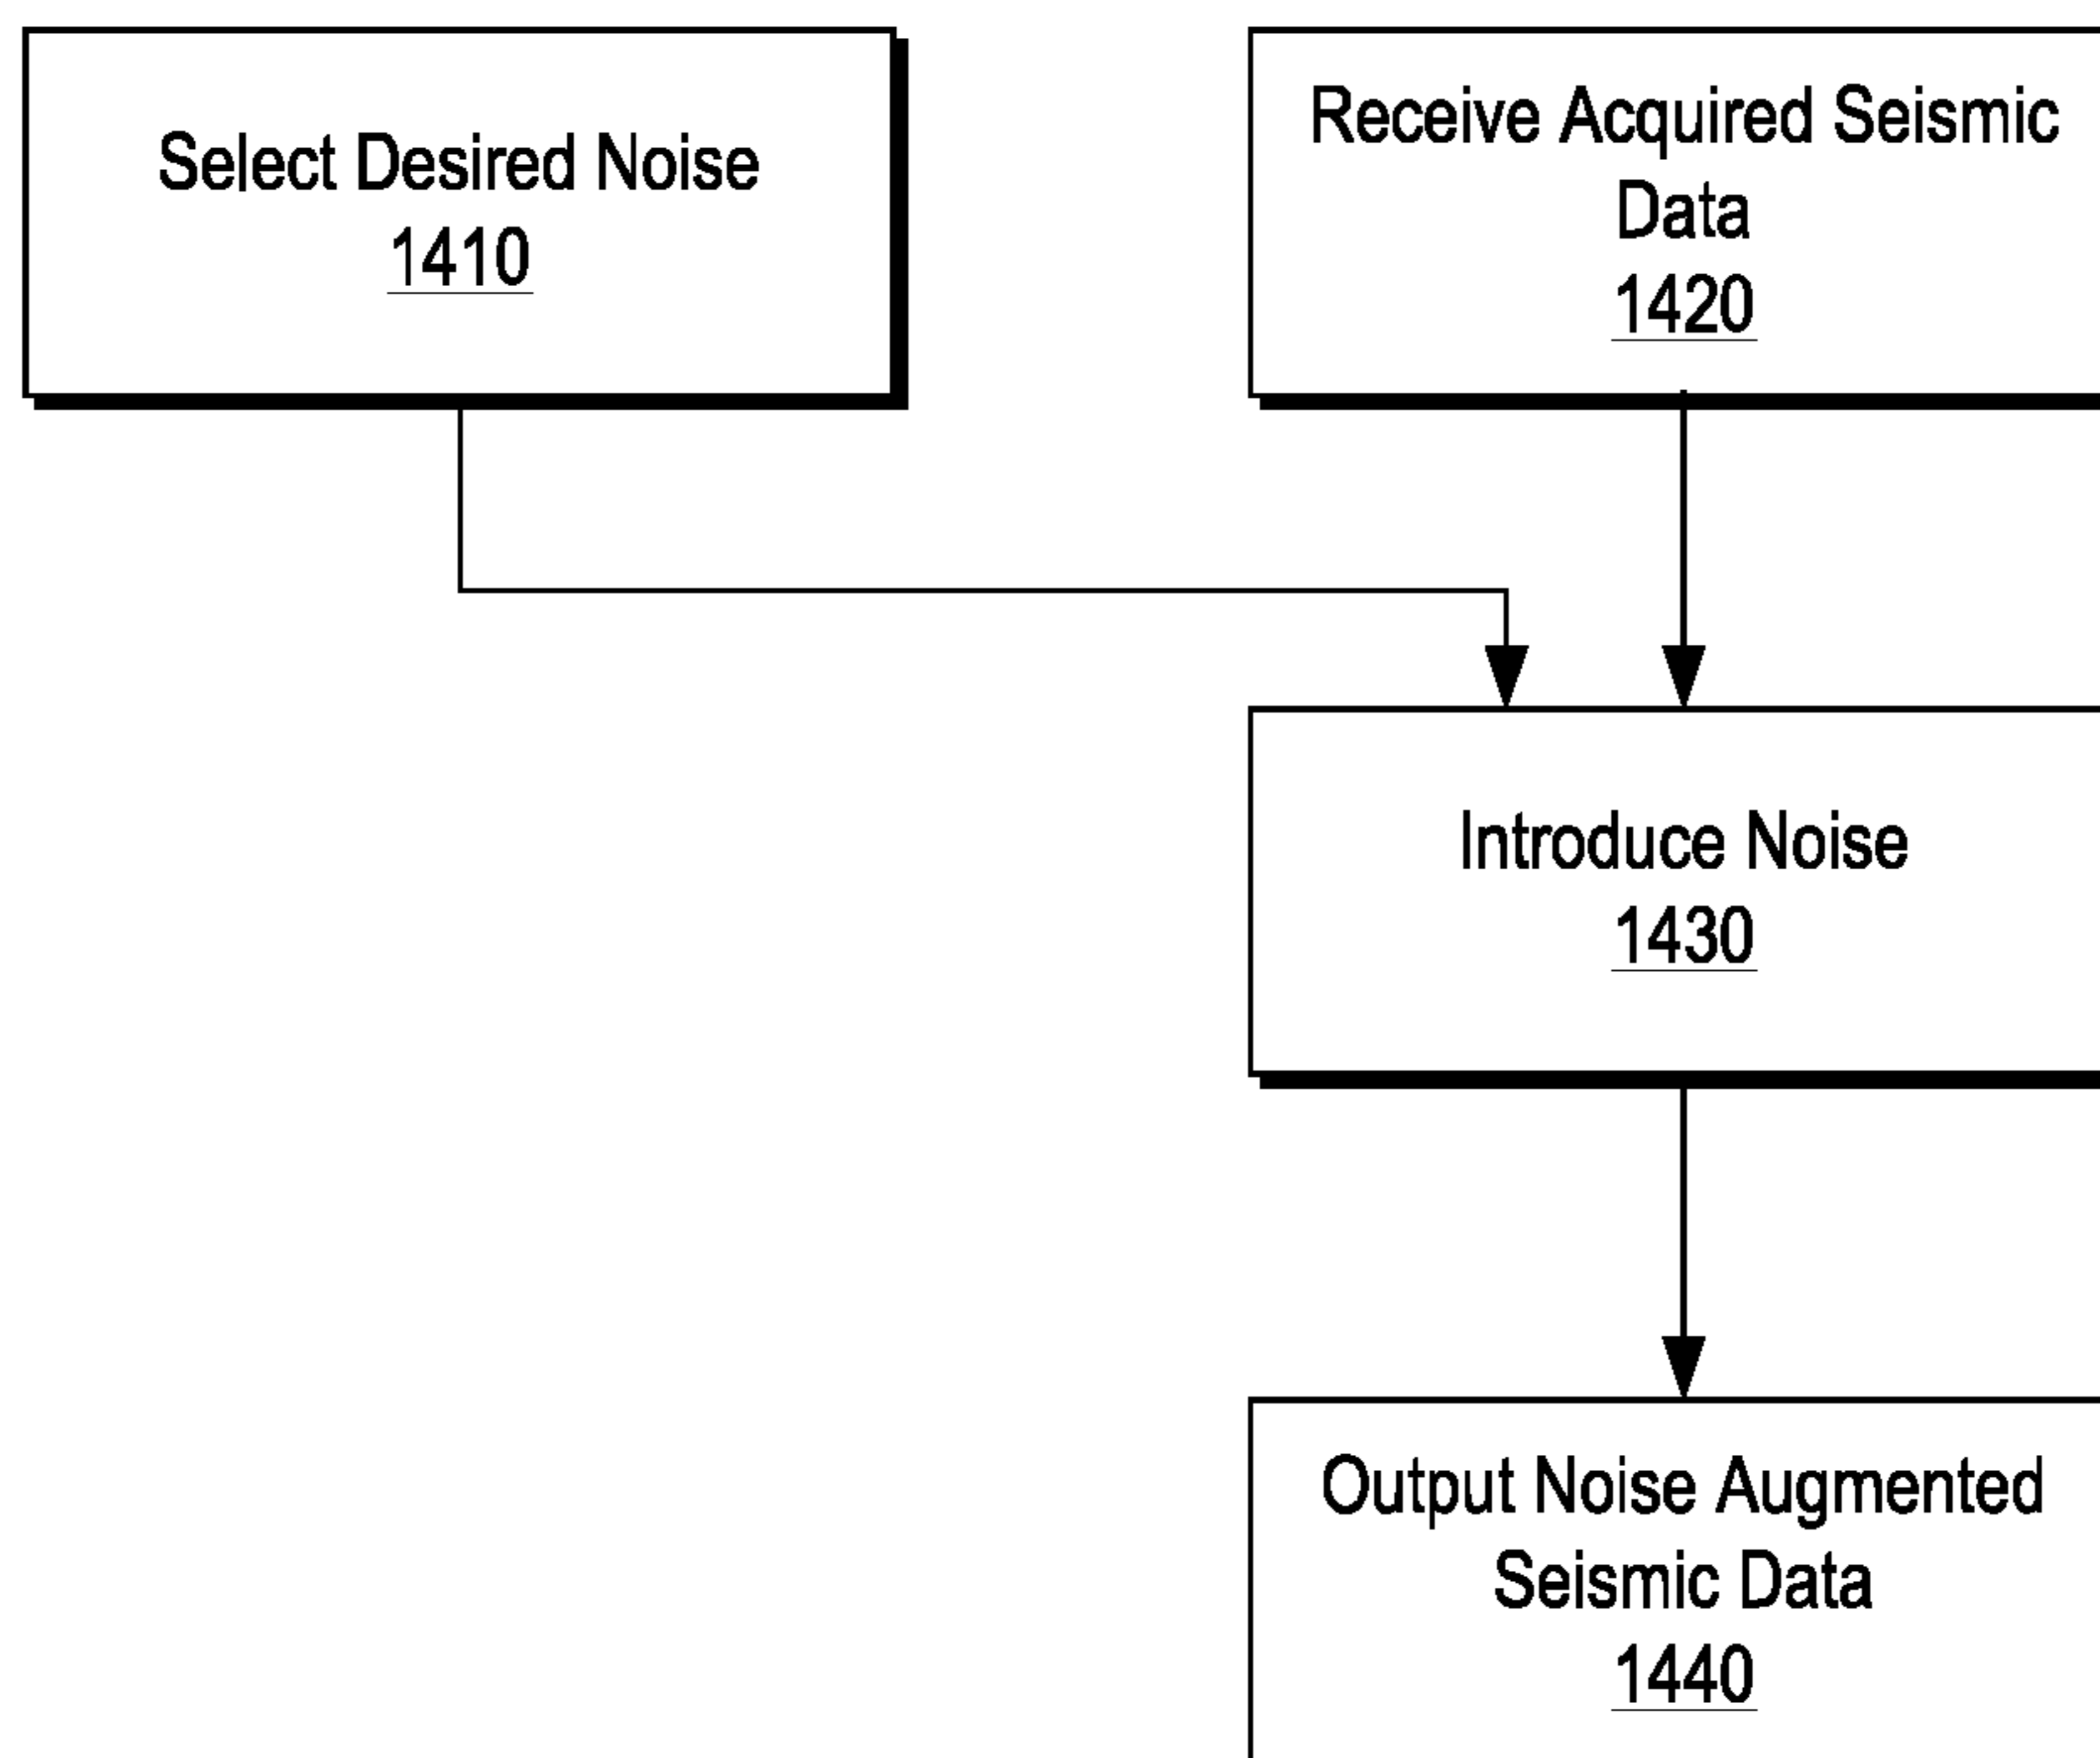 Select Desired Noise
1410
Receive Acquired Seismic
Data
1420
Introduce Noise
1430
Output Noise Augmented
Seismic Data
1440